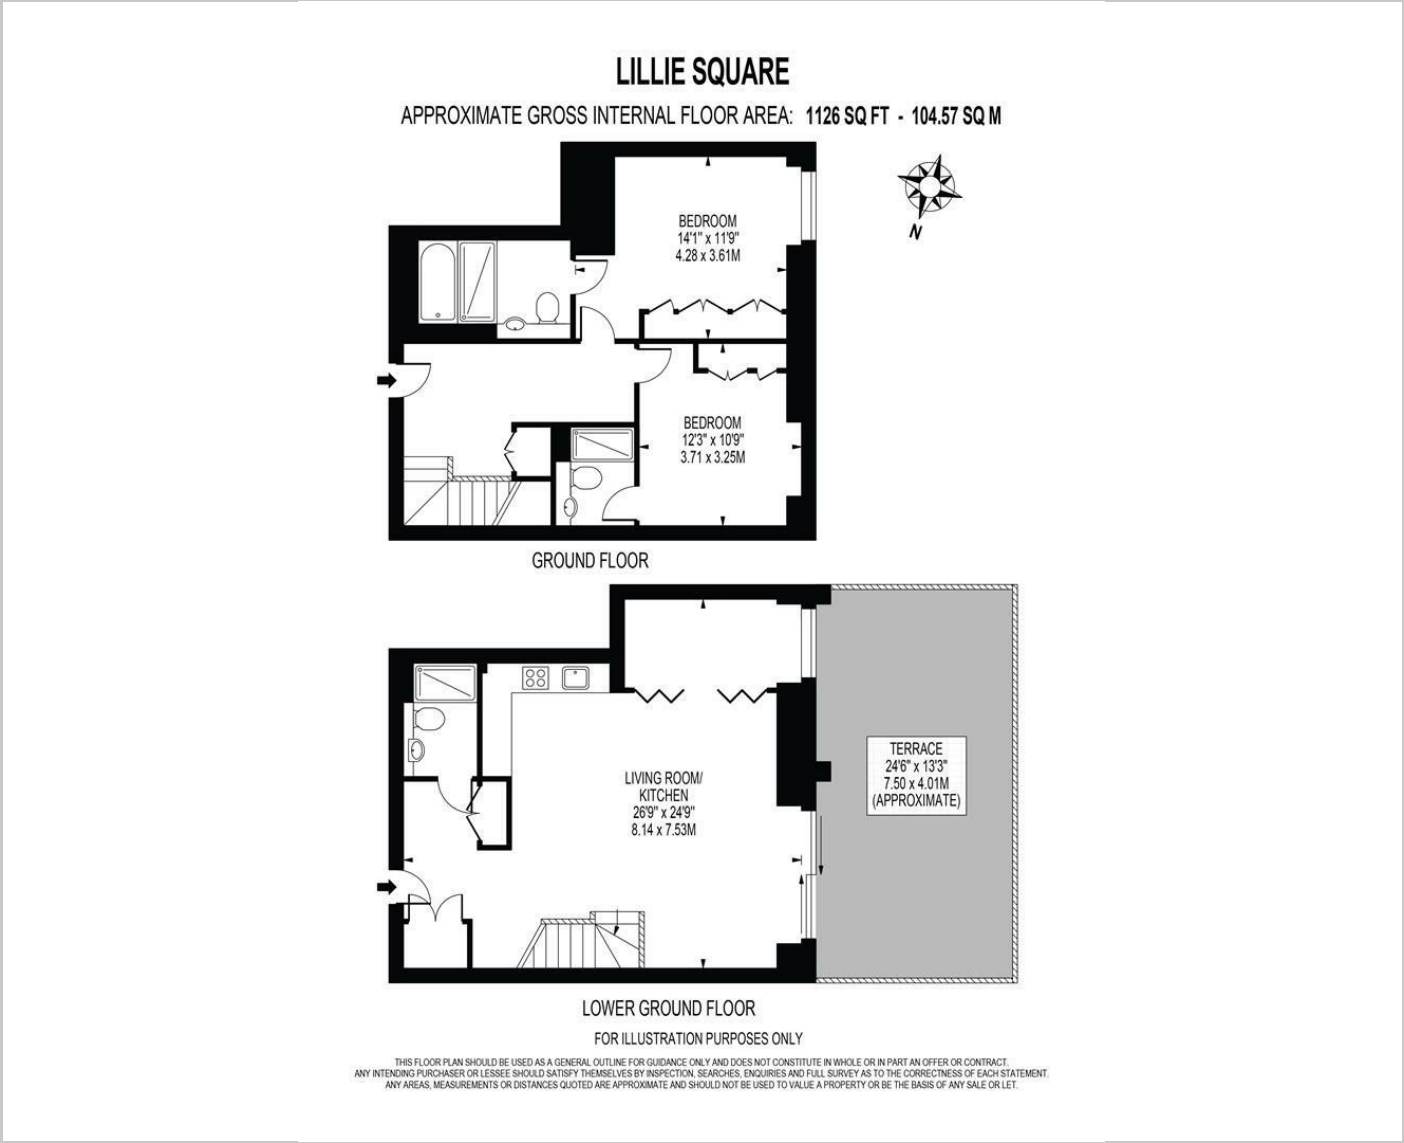 LILLIE SQUARE
APPROXIMATE GROSS INTERNAL FLOOR AREA: 1126 SQ FT - 104.57 SQ M
N
BEDROOM
14'1" x 11'9"
4.28 x 3.61M
BEDROOM
12'3" x 10'9"
3.71 x 3.25M
GROUND FLOOR
TERRACE
24'6" x 13'3"
7.50 x 4.01M
(APPROXIMATE)
LIVING ROOM/
KITCHEN
26'9" x 24'9"
8.14 x 7.53M
LOWER GROUND FLOOR
FOR ILLUSTRATION PURPOSES ONLY
THIS FLOOR PLAN SHOULD BE USED AS A GENERAL OUTLINE FOR GUIDANCE ONLY AND DOES NOT CONSTITUTE IN WHOLE OR IN PART AN OFFER OR CONTRACT.
ANY INTENDING PURCHASER OR LESSEE SHOULD SATISFY THEMSELVES BY INSPECTION, SEARCHES, ENQUIRIES AND FULL SURVEY AS TO THE CORRECTNESS OF EACH STATEMENT.
ANY AREAS, MEASUREMENTS OR DISTANCES QUOTED ARE APPROXIMATE AND SHOULD NOT BE USED TO VALUE A PROPERTY OR BE THE BASIS OF ANY SALE OR LET.